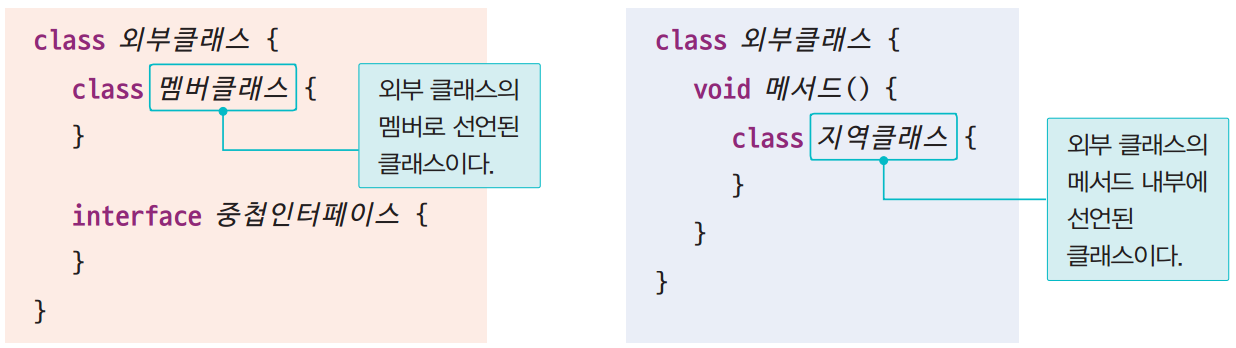 class 외부클래스 {
class 멤버클래스 {
}
interface 중첩인터페이스 {
}
}
외부 클래스의
멤버로 선언된
클래스이다.
class 외부클래스 {
void 메서드() {
class 지역클래스 {
}
}
}
외부 클래스의
메서드 내부에
선언된
클래스이다.